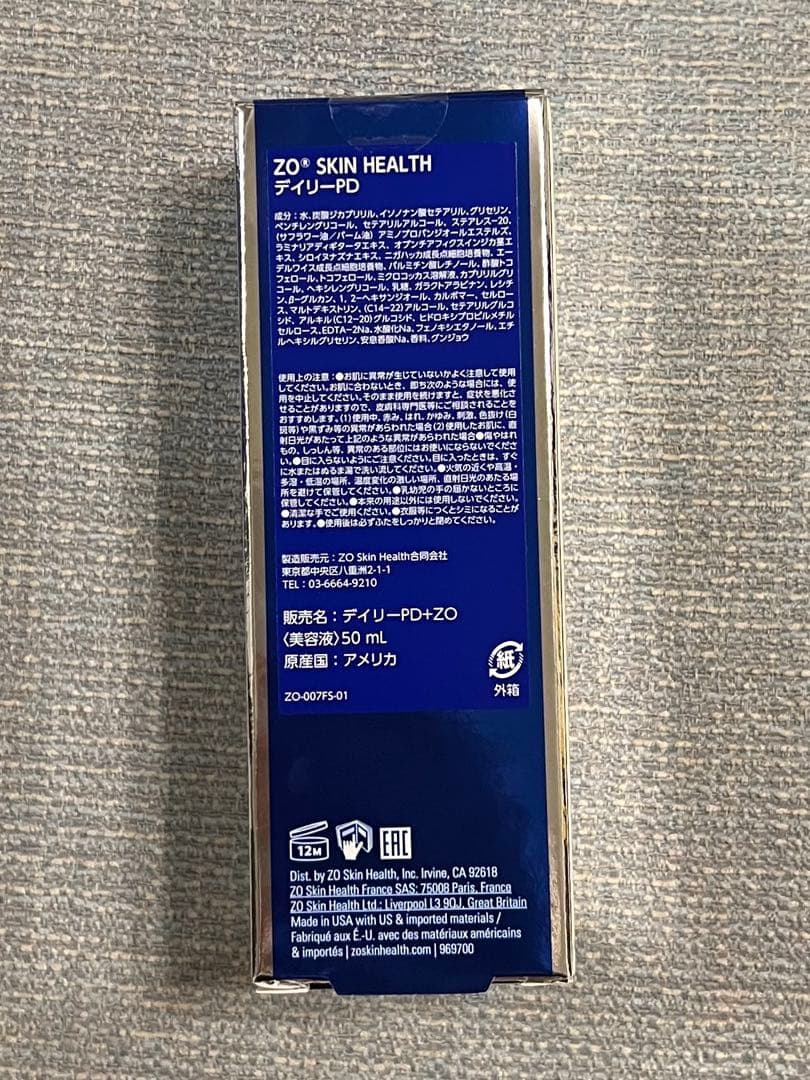 ZO® SKIN HEALTH
デイリーPD
成分：水、炭酸ジカプリリル、イソノナン酸セテアリル、グリセリン、
ペンチレングリコール、セテアリルアルコール、ステアレス-20、
(サフラワー油／パーム油) アミノプロパンジオールエステルズ、
ラミナリアディギタータエキス、オプンチアフィクスインジカ茎エ
キス、シロイヌナズナエキス、ニガハッカ成長点細胞培養物、エー
デルワイス成長点細胞培養物、パルミチン酸レチノール、酢酸トコ
フェロール、トコフェロール、ミクロコッカス溶解液、カプリリルグリ
コール、ヘキシレングリコール、乳糖、ガラクトアラビナン、レシチ
ン、β-グルカン、1, 2-ヘキサンジオール、カルボマー、セルロー
ス、マルトデキストリン、(C14-22)アルコール、セテアリルグルコ
シド、アルキル(C12-20)グルコシド、ヒドロキシプロピルメチル
セルロース、EDTA-2Na、水酸化Na、フェノキシエタノール、エチ
ルヘキシルグリセリン、安息香酸Na、香料、グンジョウ
使用上の注意：●お肌に異常が生じていないかよく注意して使用
してください。お肌に合わないとき、即ち次のような場合には、使
用を中止してください。そのまま使用を続けますと、症状を悪化さ
せることがありますので、皮膚科専門医等にご相談されることを
おすすめします。(1)使用中、赤み、はれ、かゆみ、刺激、色抜け(白
斑等)や黒ずみ等の異常があらわれた場合(2)使用したお肌に、直
射日光があたって上記のような異常があらわれた場合●傷やはれ
もの、しっしん等、異常のある部位にはお使いにならないでくださ
い。●目に入らないようにご注意ください。目に入ったときは、すぐ
に水またはぬるま湯で洗い流してください。●火気の近くや高温・
多湿・低温の場所、温度変化の激しい場所、直射日光のあたる場
所を避けて保管してください。●乳幼児の手の届かないところに
保管してください。●本来の用途以外には使用しないでください。
●清潔な手でご使用ください。●衣服等につくとシミになることが
あります。●使用後は必ずふたをしっかりと閉めてください。
製造販売元：ZO Skin Health合同会社
東京都中央区八重洲2-1-1
TEL：03-6664-9210
販売名：デイリーPD+ZO
〈美容液〉50 mL
原産国：アメリカ
紙
外箱
ZO-007FS-01
12M
EAC
Dist. by ZO Skin Health, Inc. Irvine, CA 92618
ZO Skin Health France SAS: 75008 Paris, France
ZO Skin Health Ltd.: Liverpool L3 9QJ, Great Britain
Made in USA with US & imported materials /
Fabriqué aux É.-U. avec des matériaux américains
& importés | zoskinhealth.com | 969700